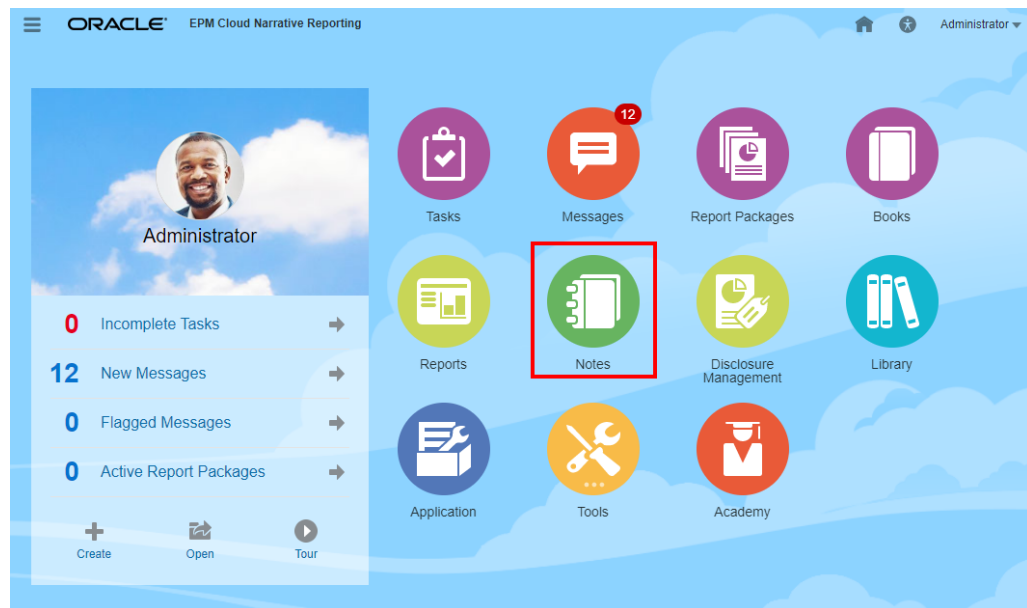 ORACLE® EPM Cloud Narrative Reporting
Administrator
Administrator
0 Incomplete Tasks
12 New Messages
0 Flagged Messages
0 Active Report Packages
Create Open Tour
12
Tasks Messages Report Packages Books
Reports Notes Disclosure Management Library
Application Tools Academy